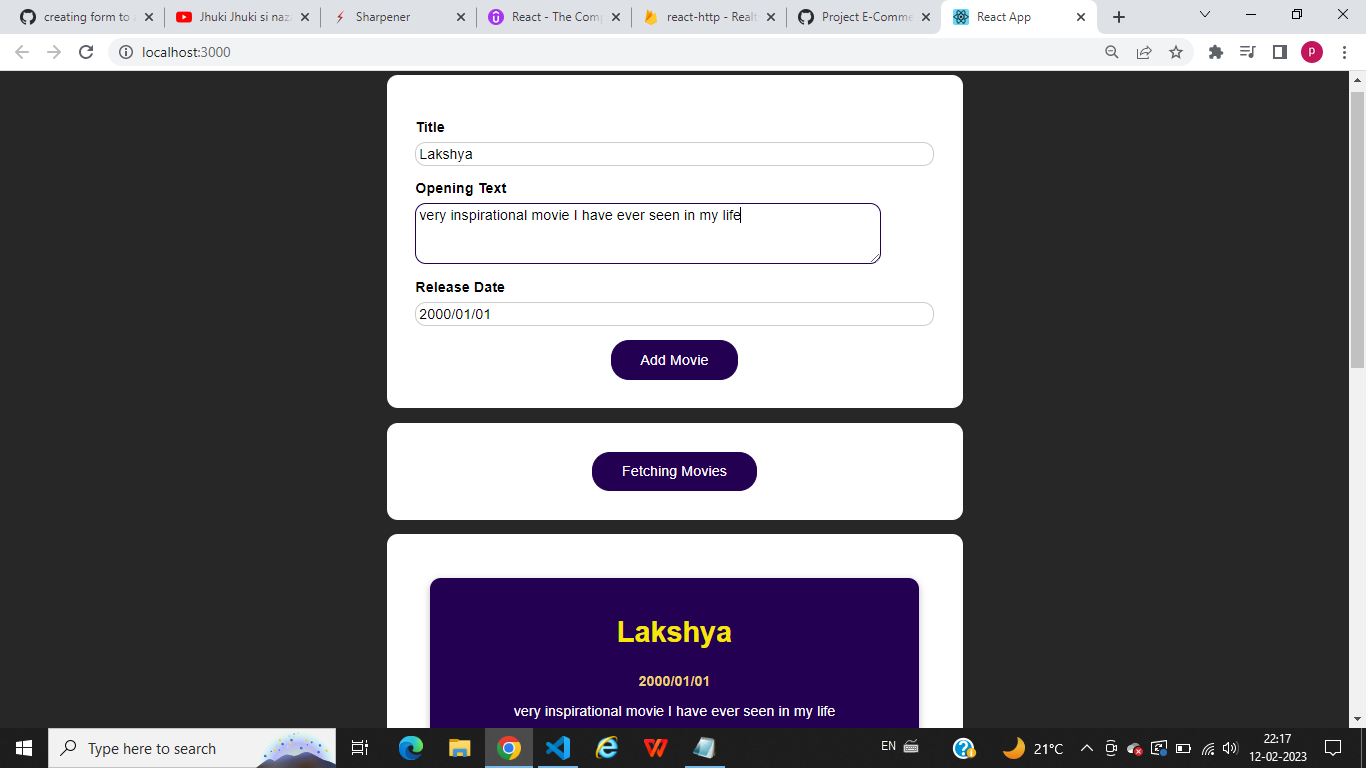 creating form to a
Jhuki Jhuki si naz
Sharpener
React - The Comp
react-http - Realt
Project E-Comme
React App
localhost:3000
P
Title
Lakshya
Opening Text
very inspirational movie I have ever seen in my life
Release Date
2000/01/01
Add Movie
Fetching Movies
Lakshya
2000/01/01
very inspirational movie I have ever seen in my life
Type here to search
EN
21°C
22:17
12-02-2023